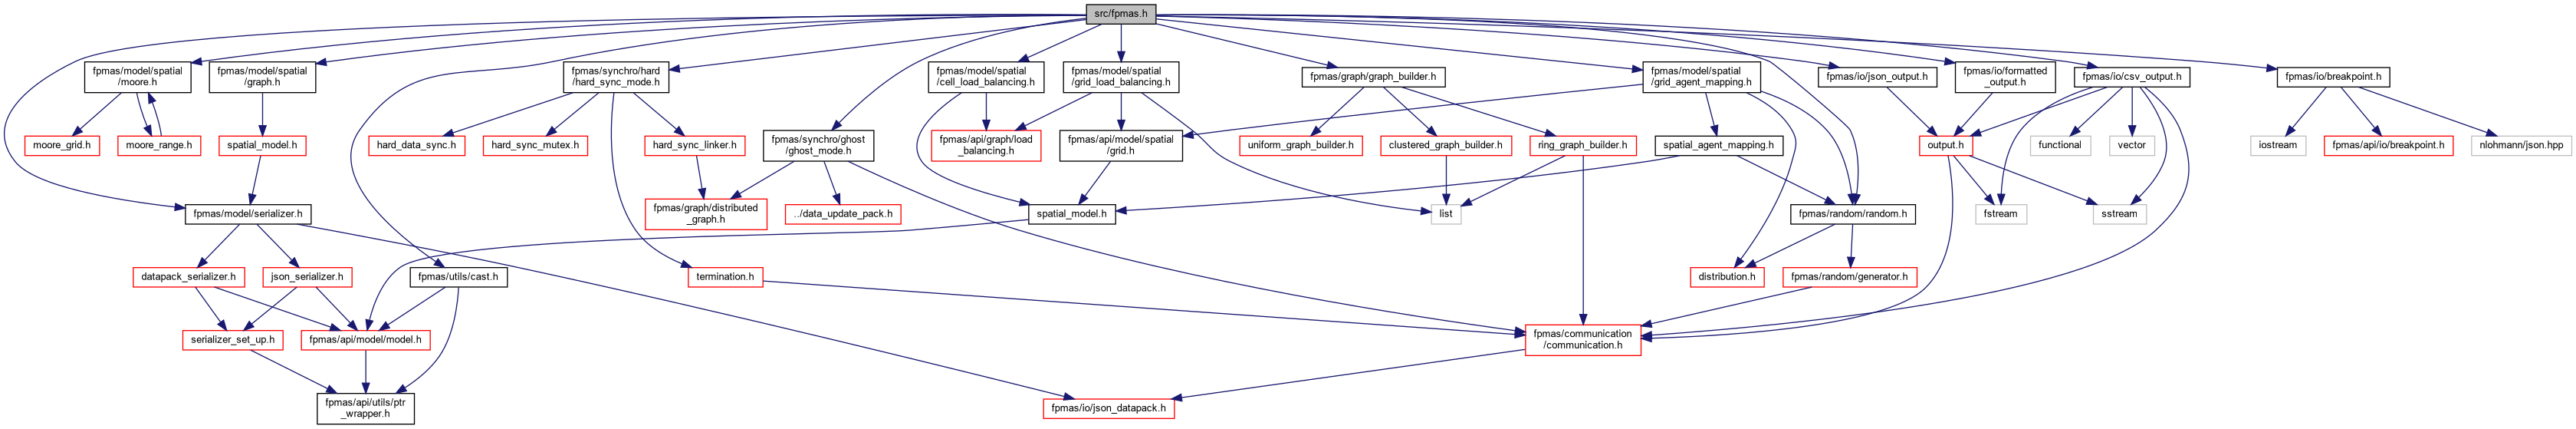 src/fpmas.h
fpmas/model/spatial
/moore.h
fpmas/model/spatial
/graph.h
fpmas/synchro/hard
/hard_sync_mode.h
fpmas/model/spatial
/cell_load_balancing.h
fpmas/model/spatial
/grid_load_balancing.h
fpmas/graph/graph_builder.h
fpmas/model/spatial
/grid_agent_mapping.h
fpmas/io/json_output.h
fpmas/io/formatted
_output.h
fpmas/io/csv_output.h
fpmas/io/breakpoint.h
moore_grid.h
moore_range.h
spatial_model.h
hard_data_sync.h
hard_sync_mutex.h
hard_sync_linker.h
fpmas/synchro/ghost
/ghost_mode.h
fpmas/api/graph/load
_balancing.h
fpmas/api/model/spatial
/grid.h
uniform_graph_builder.h
clustered_graph_builder.h
ring_graph_builder.h
spatial_agent_mapping.h
output.h
functional
vector
iostream
fpmas/api/io/breakpoint.h
nlohmann/json.hpp
fpmas/model/serializer.h
fpmas/graph/distributed
_graph.h
../data_update_pack.h
spatial_model.h
list
fpmas/random/random.h
fstream
sstream
datapack_serializer.h
json_serializer.h
fpmas/utils/cast.h
termination.h
distribution.h
fpmas/random/generator.h
serializer_set_up.h
fpmas/api/model/model.h
fpmas/communication
/communication.h
fpmas/api/utils/ptr
_wrapper.h
fpmas/io/json_datapack.h